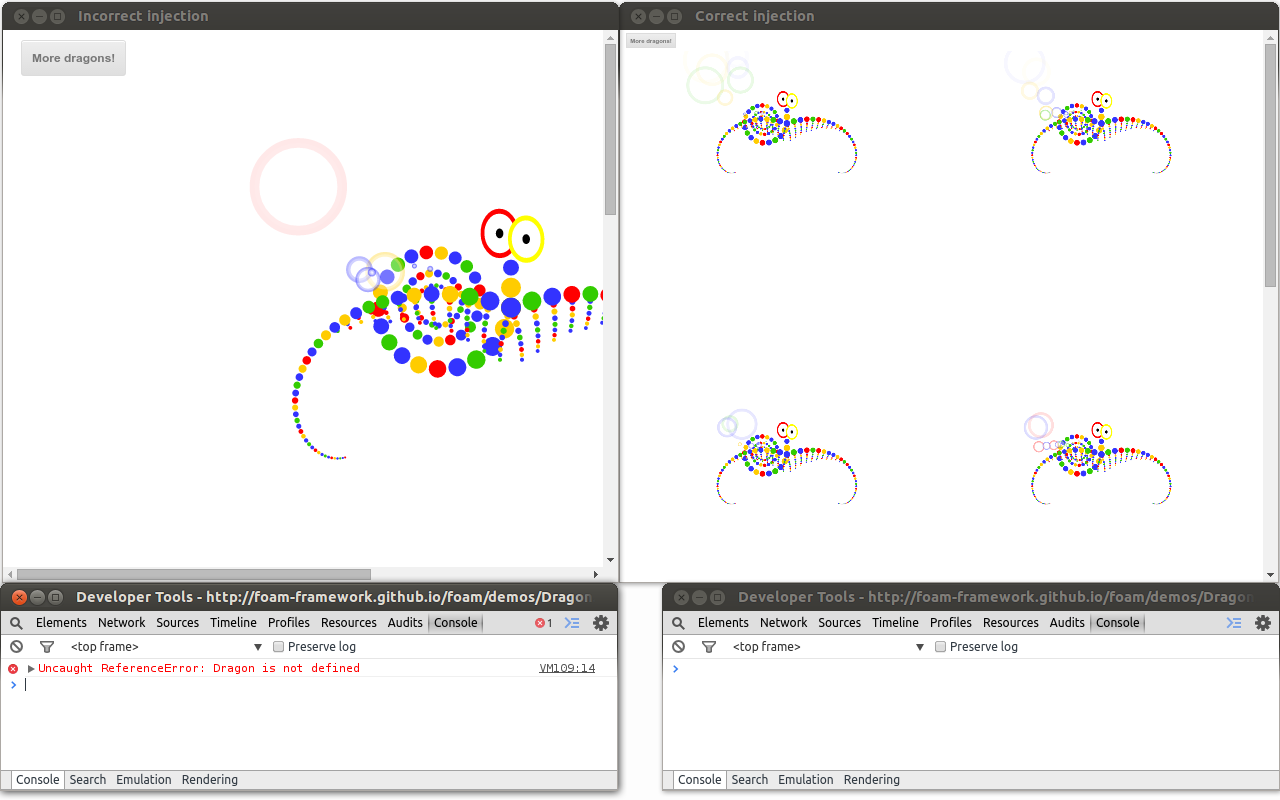 Incorrect injection
More dragons!
Correct injection
More dragons!
Developer Tools - http://foam-framework.github.io/foam/demos/Dragon
Elements Network Sources Timeline Profiles Resources Audits Console 1
<top frame> Preserve log
Uncaught ReferenceError: Dragon is not defined VM109:14
Console Search Emulation Rendering
Developer Tools - http://foam-framework.github.io/foam/demos/Dragon
Elements Network Sources Timeline Profiles Resources Audits Console
<top frame> Preserve log
Console Search Emulation Rendering